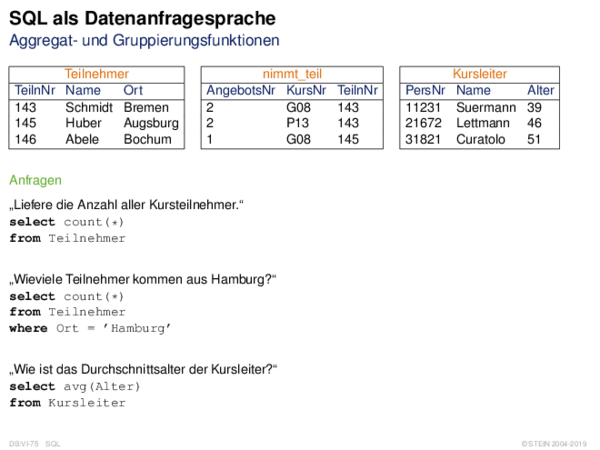 SQL als Datenanfragesprache
Aggregat- und Gruppierungsfunktionen
Teilnehmer
TeilnNr Name Ort
143 Schmidt Bremen
145 Huber Augsburg
146 Abele Bochum
nimmt_teil
AngebotsNr KursNr TeilnNr
2 G08 143
2 P13 143
1 G08 145
Kursleiter
PersNr Name Alter
11231 Suermann 39
21672 Lettmann 46
31821 Curatolo 51
Anfragen
„Liefere die Anzahl aller Kursteilnehmer.“
select count(*)
from Teilnehmer
„Wieviele Teilnehmer kommen aus Hamburg?“
select count(*)
from Teilnehmer
where Ort = ’Hamburg’
„Wie ist das Durchschnittsalter der Kursleiter?“
select avg(Alter)
from Kursleiter
DB:VI-75 SQL
© STEIN 2004-2019